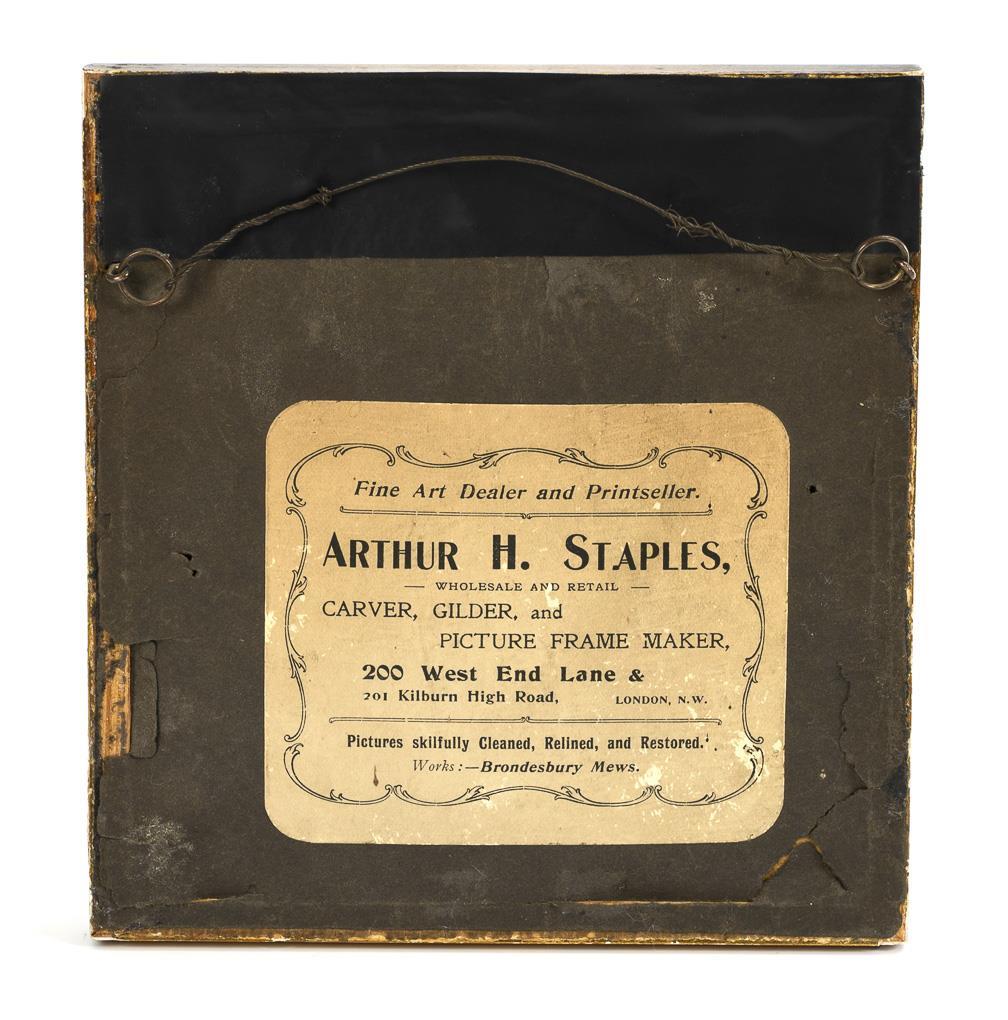 Fine Art Dealer and Printseller.
ARTHUR H. STAPLES,
— WHOLESALE AND RETAIL —
CARVER, GILDER, and
PICTURE FRAME MAKER,
200 West End Lane &
201 Kilburn High Road, LONDON, N.W.
Pictures skilfully Cleaned, Relined, and Restored.
Works:—Brondesbury Mews.